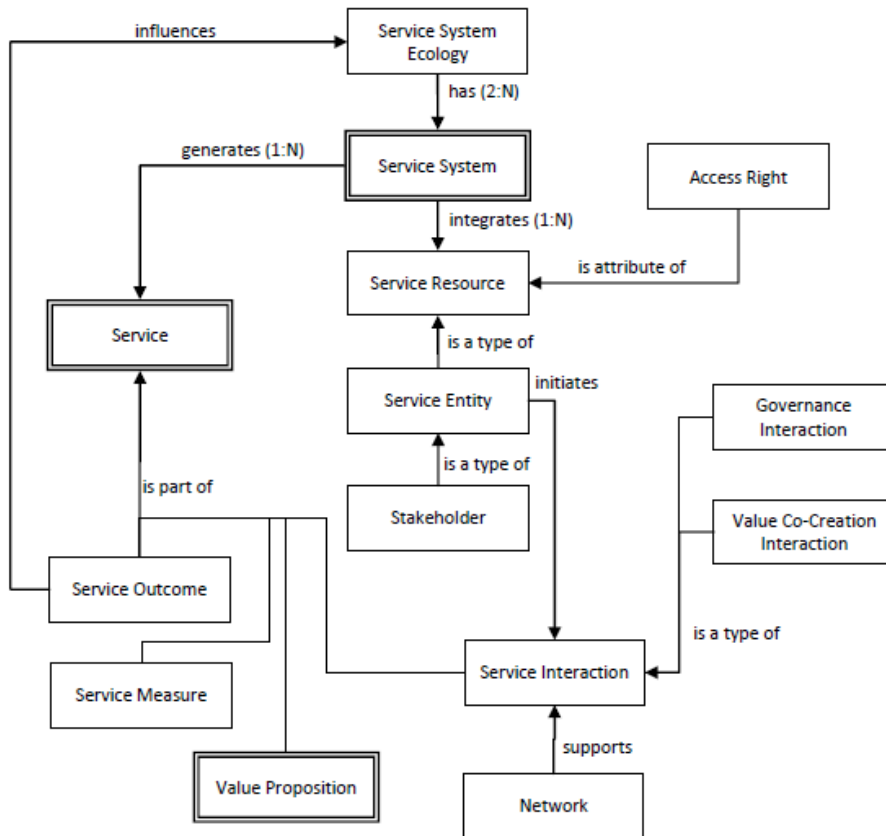 influences
Service System
Ecology
has (2:N)
generates (1:N)
Service System
Access Right
integrates (1:N)
Service Resource
is attribute of
Service
is a type of
Service Entity
initiates
Governance
Interaction
is a type of
is part of
Stakeholder
Value Co-Creation
Interaction
Service Outcome
is a type of
Service Measure
Service Interaction
supports
Value Proposition
Network